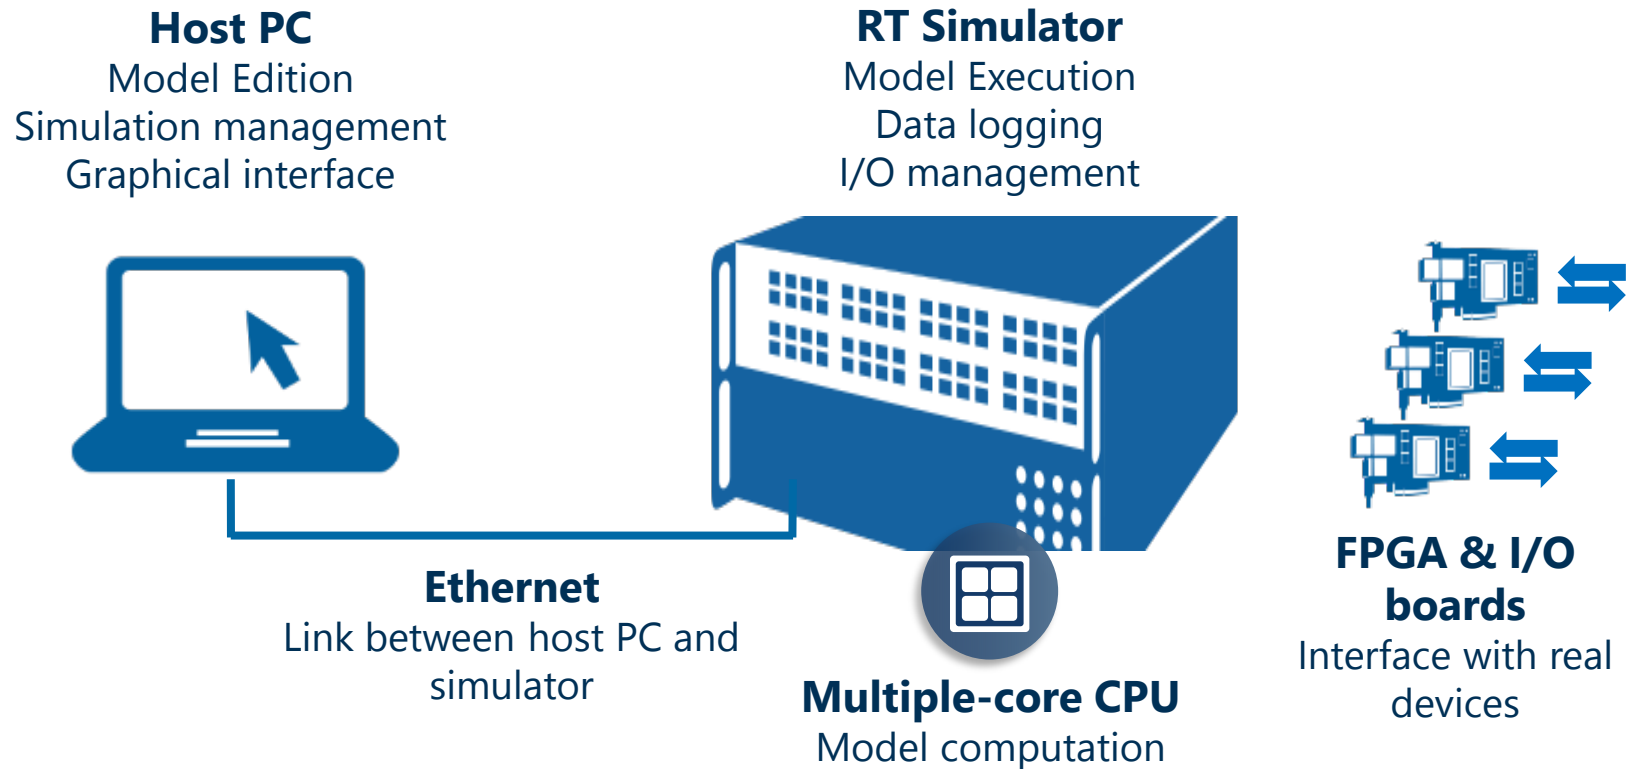 Host PC
Model Edition
Simulation management
Graphical interface
RT Simulator
Model Execution
Data logging
I/O management
Ethernet
Link between host PC and
simulator
Multiple-core CPU
Model computation
FPGA & I/O
boards
Interface with real
devices